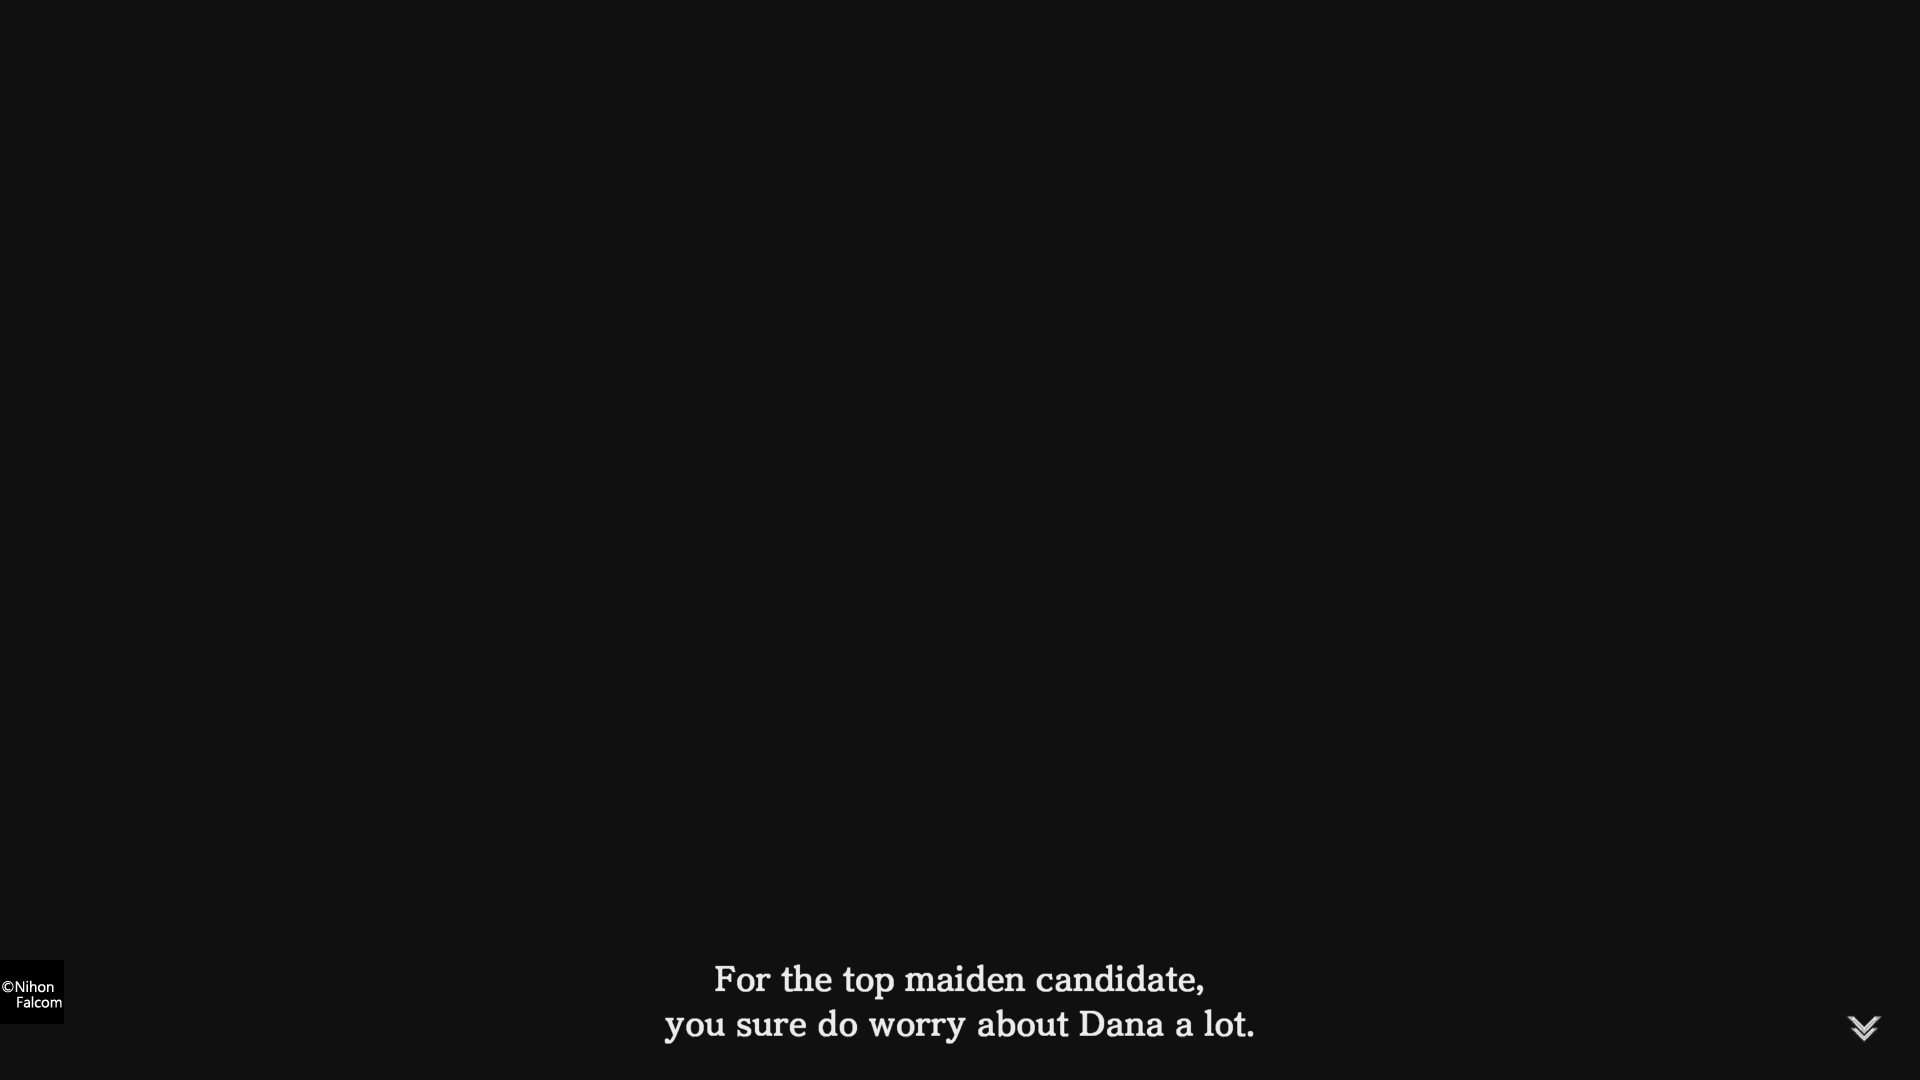 For the top maiden candidate,
you sure do worry about Dana a lot.
©Nihon
Falcom